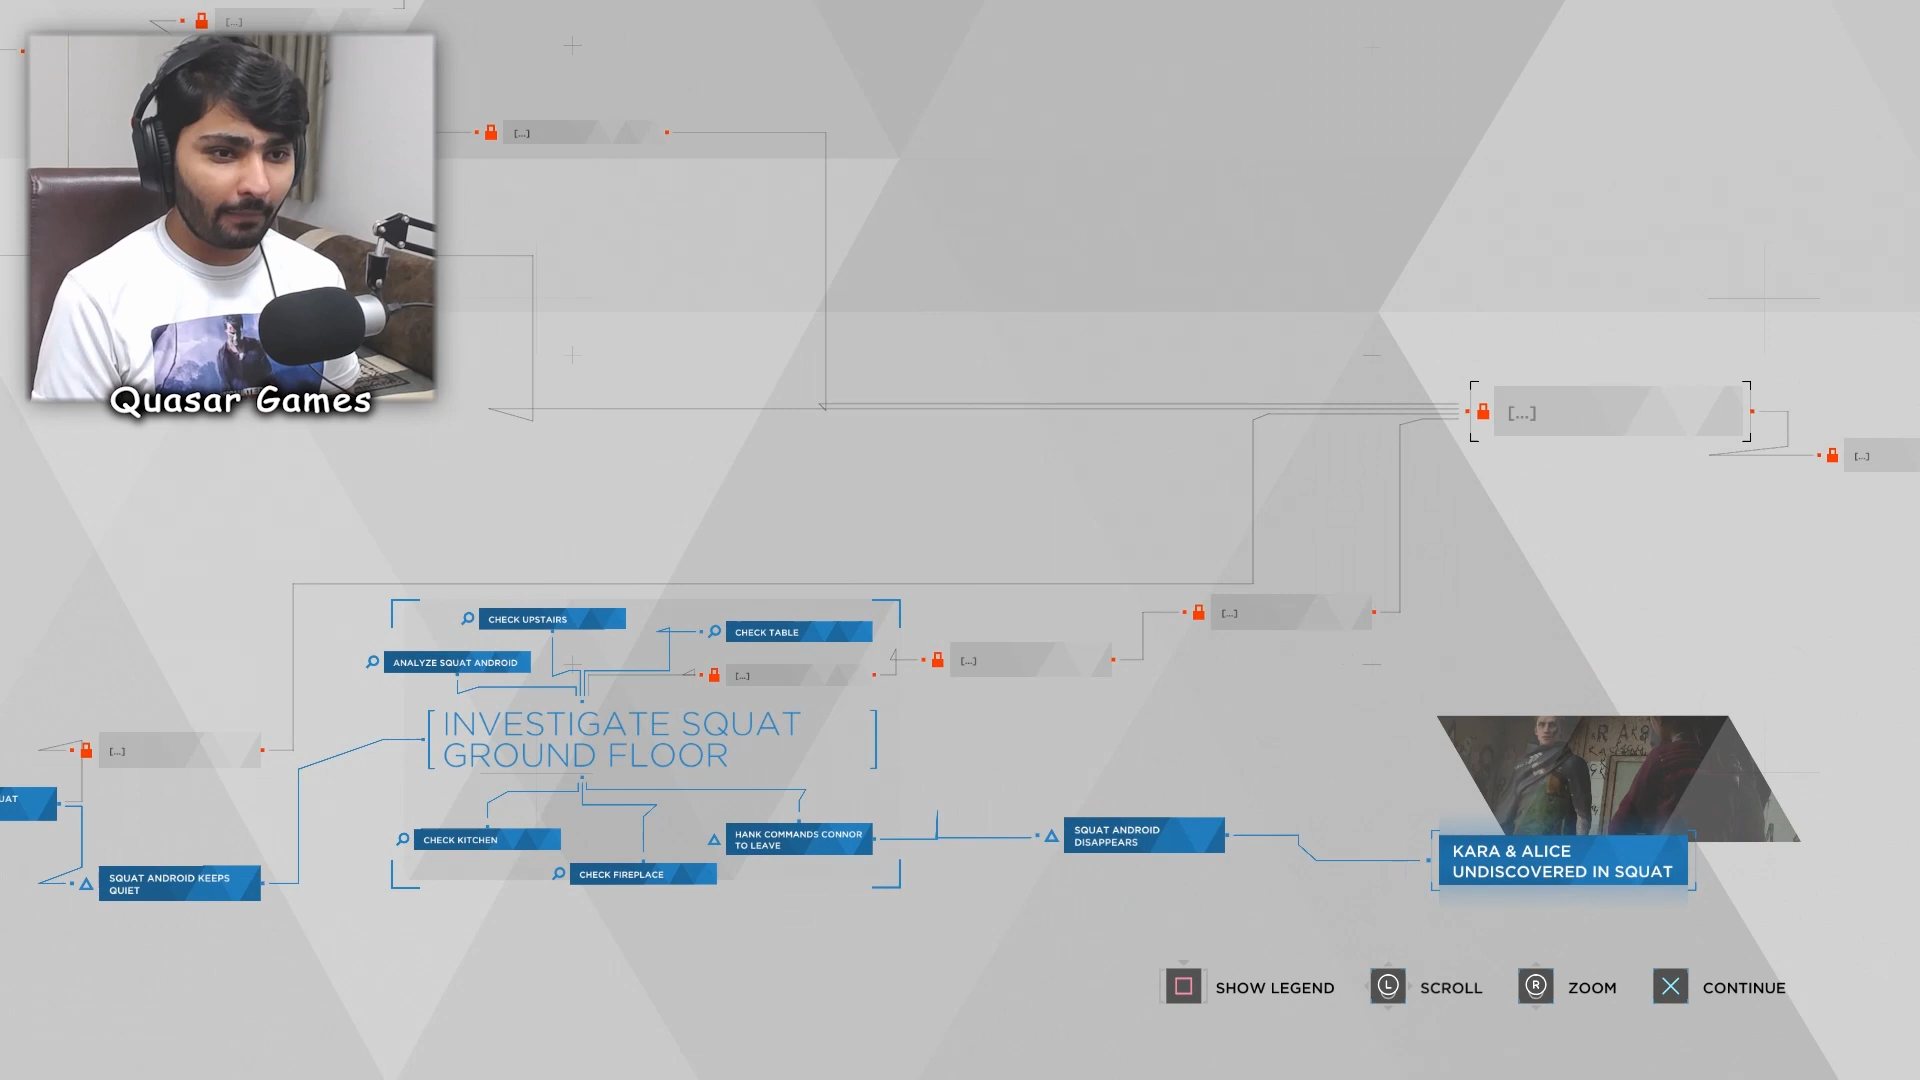 [...]
[...]
Quasar Games
[...]
[...]
CHECK UPSTAIRS
CHECK TABLE
[...]
ANALYZE SQUAT ANDROID
[...]
[...]
INVESTIGATE SQUAT
GROUND FLOOR
[...]
UAT
CHECK KITCHEN
HANK COMMANDS CONNOR
TO LEAVE
SQUAT ANDROID
DISAPPEARS
KARA & ALICE
UNDISCOVERED IN SQUAT
CHECK FIREPLACE
SQUAT ANDROID KEEPS
QUIET
SHOW LEGEND
L
SCROLL
R
ZOOM
CONTINUE